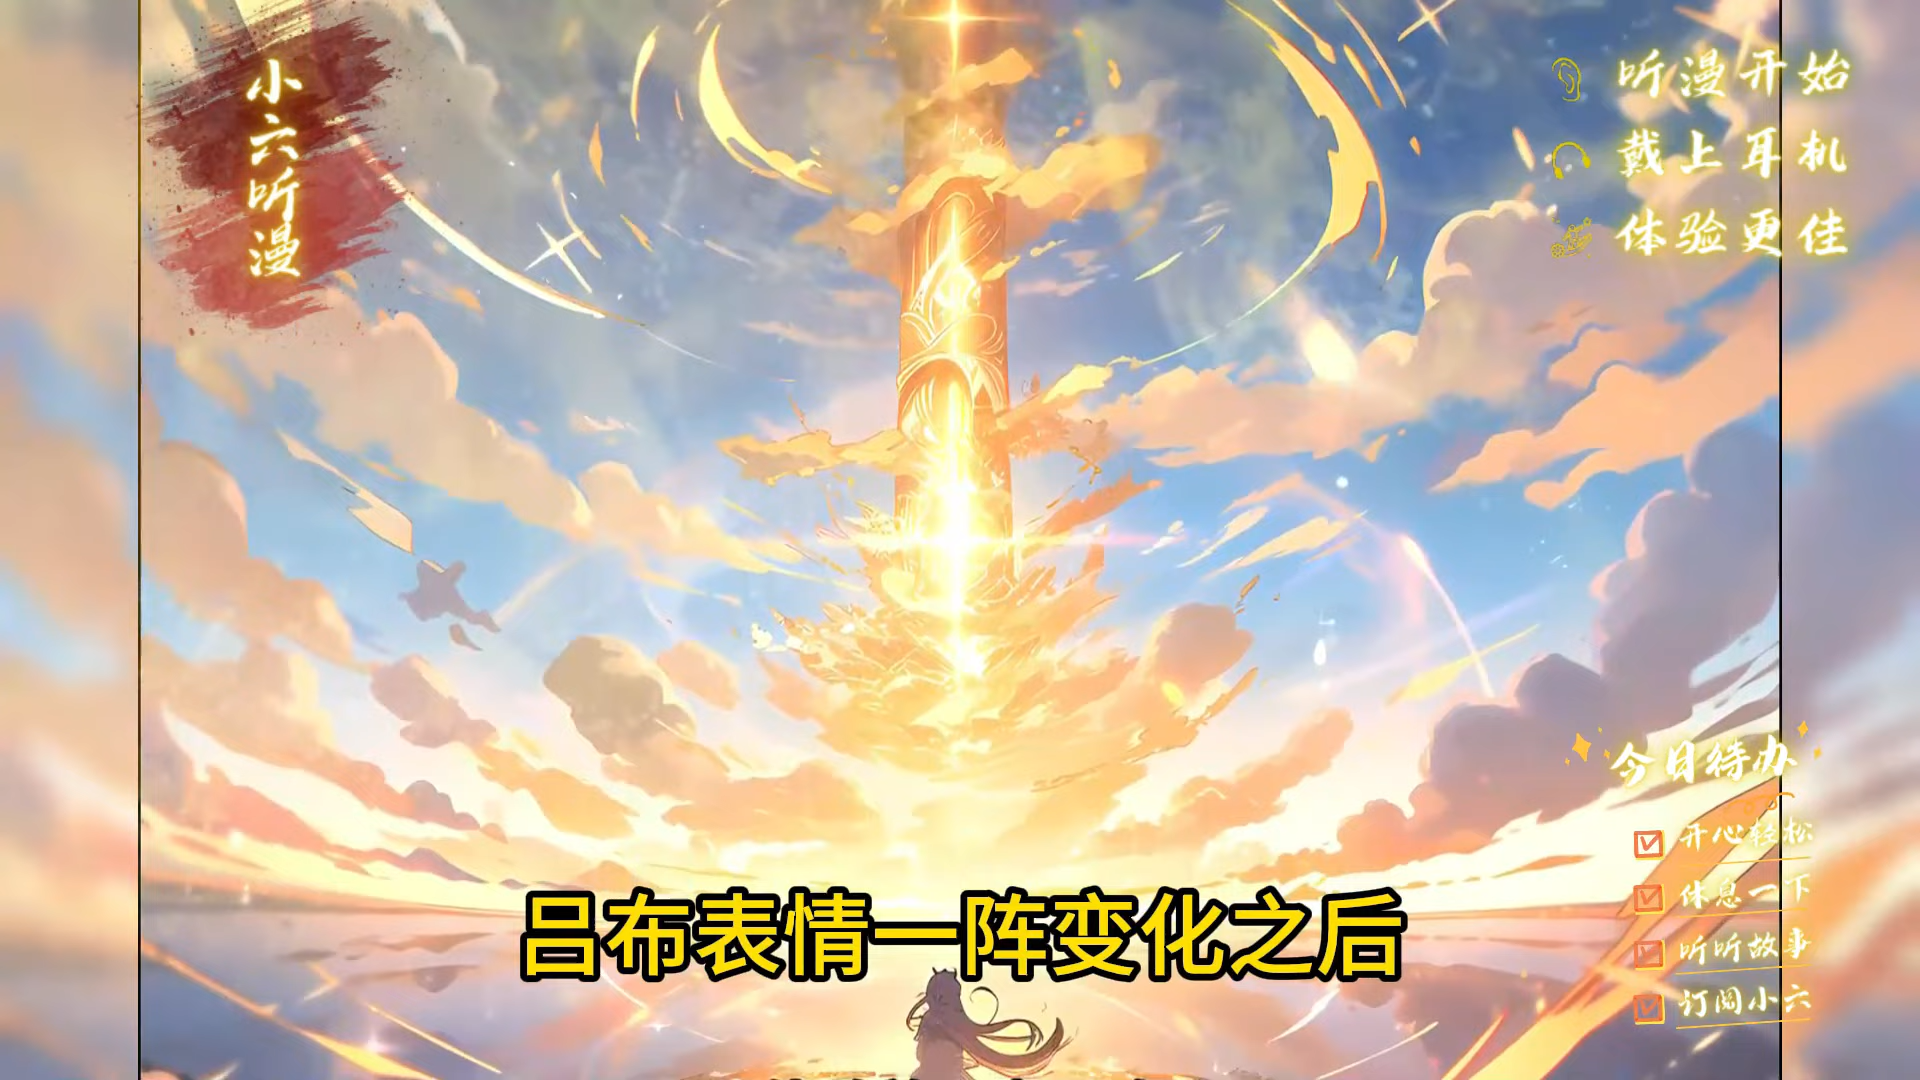 小六听漫
听漫开始
戴上耳机
体验更佳
今日待办
开心轻松
休息一下
听听故事
订阅小六
吕布表情一阵变化之后